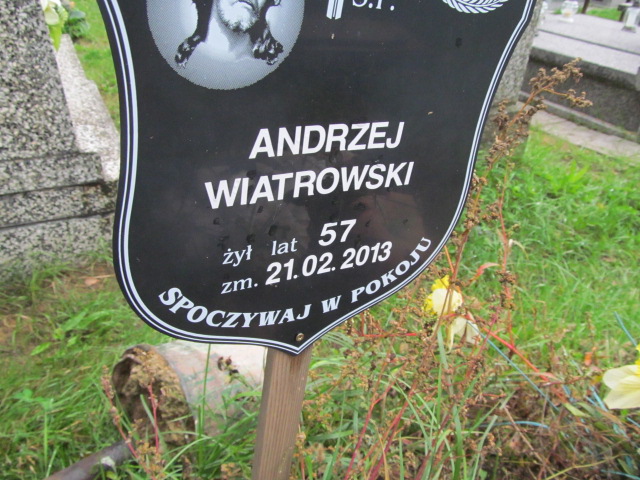 Ś.P.
ANDRZEJ
WIATROWSKI
żył lat 57
zm. 21.02.2013
SPOCZYWAJ W POKOJU